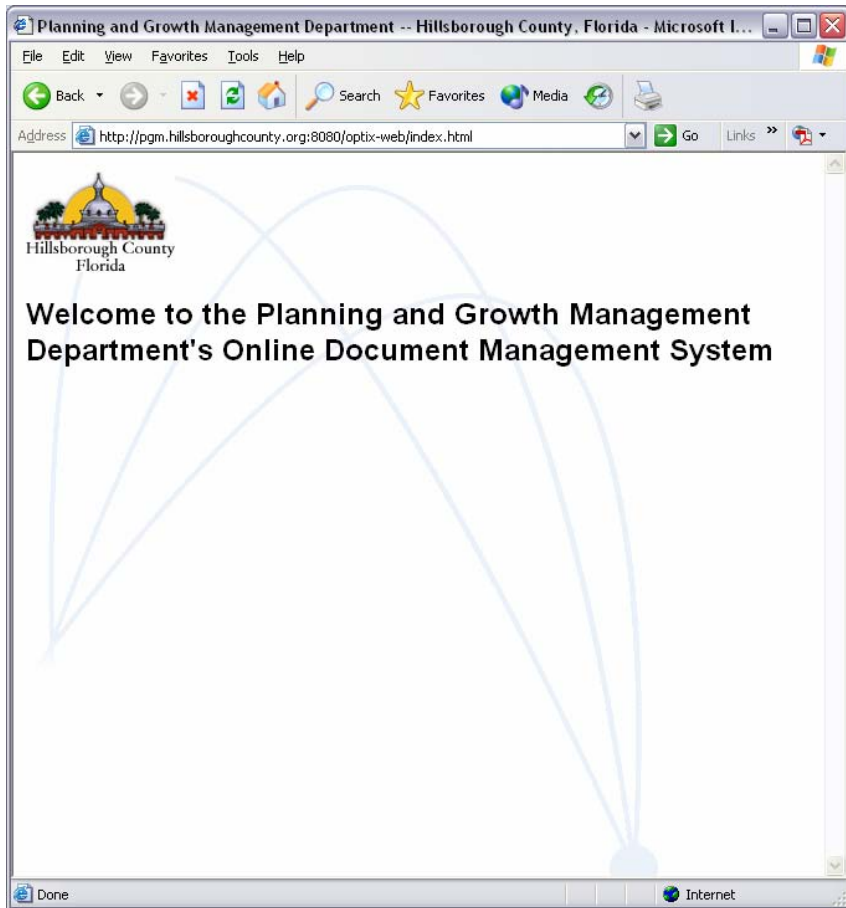 Planning and Growth Management Department -- Hillsborough County, Florida - Microsoft I...
File Edit View Favorites Tools Help
Back Search Favorites Media
Address http://pgm.hillsboroughcounty.org:8080/optix-web/index.html Go Links »
Hillsborough County
Florida
Welcome to the Planning and Growth Management
Department's Online Document Management System
Done Internet